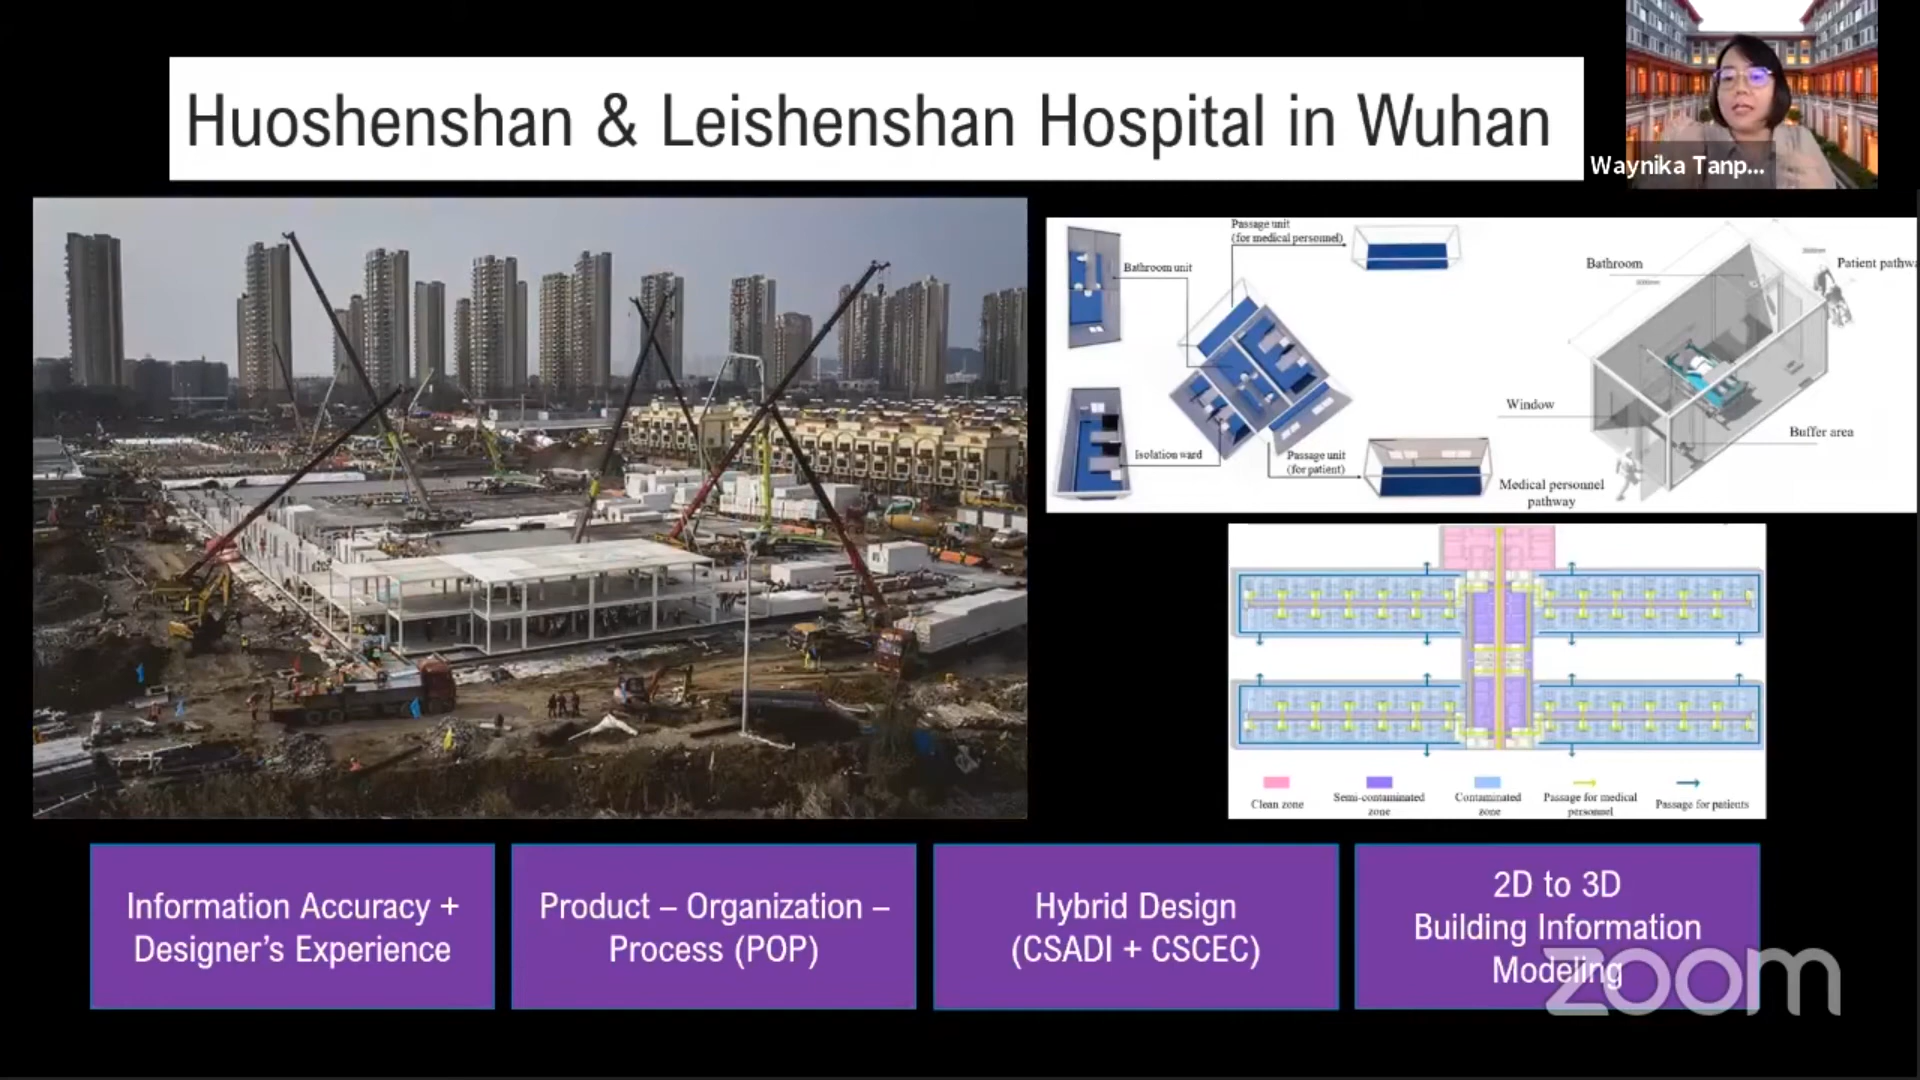 Huoshenshan & Leishenshan Hospital in Wuhan
Waynika Tanp...
Passage unit
(for medical personnel)
Bathroom unit
Isolation ward
Passage unit
(for patient)
Bathroom
Patient pathwa
Window
Buffer area
Medical personnel
pathway
Clean zone
Semi-contaminated
zone
Contaminated
zone
Passage for medical
personnel
Passage for patients
Information Accuracy +
Designer's Experience
Product – Organization –
Process (POP)
Hybrid Design
(CSADI + CSCEC)
2D to 3D
Building Information
Modeling
zoom